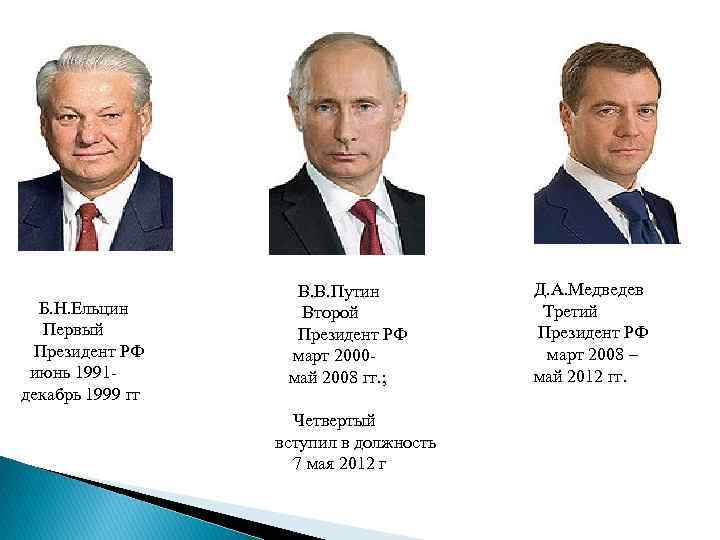 Б.Н.Ельцин
Первый
Президент РФ
июнь 1991-
декабрь 1999 гг
В.В.Путин
Второй
Президент РФ
март 2000-
май 2008 гг.;
Четвертый
вступил в должность
7 мая 2012 г
Д.А.Медведев
Третий
Президент РФ
март 2008 –
май 2012 гг.